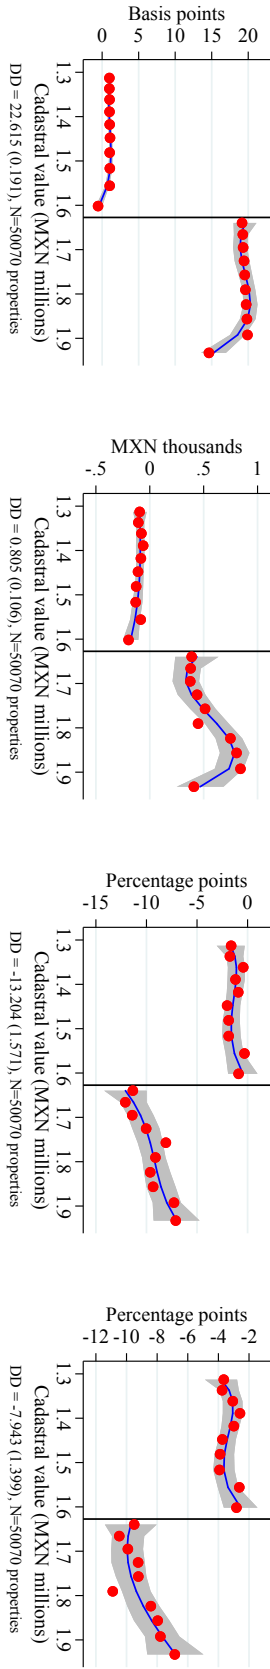 Basis points
0 5 10 15 20
1.3 1.4 1.5 1.6 1.7 1.8 1.9
Cadastral value (MXN millions)
DD = 22.615 (0.191), N=50070 properties
MXN thousands
-.5 0 .5 1
1.3 1.4 1.5 1.6 1.7 1.8 1.9
Cadastral value (MXN millions)
DD = 0.805 (0.106), N=50070 properties
Percentage points
-15 -10 -5 0
1.3 1.4 1.5 1.6 1.7 1.8 1.9
Cadastral value (MXN millions)
DD = -13.204 (1.571), N=50070 properties
Percentage points
-12 -10 -8 -6 -4 -2
1.3 1.4 1.5 1.6 1.7 1.8 1.9
Cadastral value (MXN millions)
DD = -7.943 (1.399), N=50070 properties